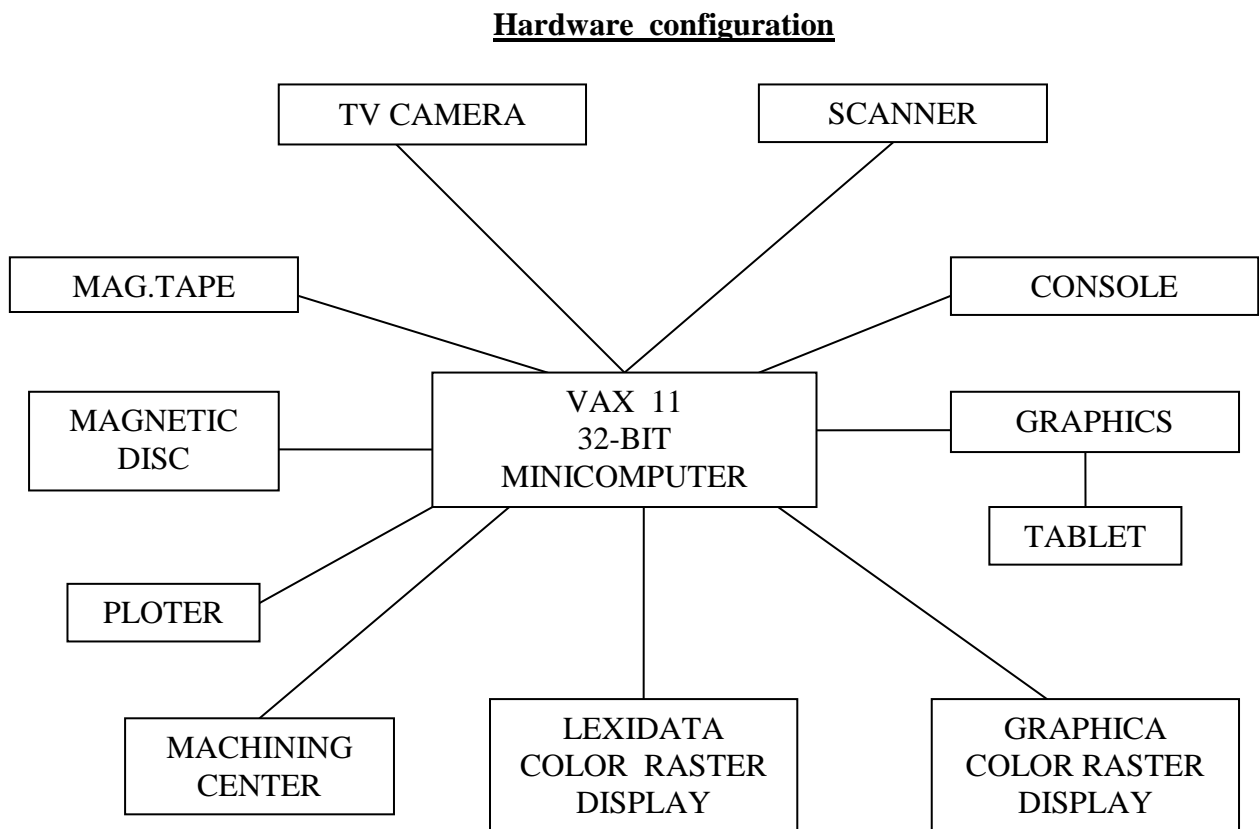 Hardware configuration
TV CAMERA
SCANNER
MAG.TAPE
CONSOLE
VAX 11
32-BIT
MINICOMPUTER
MAGNETIC
DISC
GRAPHICS
TABLET
PLOTER
MACHINING
CENTER
LEXIDATA
COLOR RASTER
DISPLAY
GRAPHICA
COLOR RASTER
DISPLAY